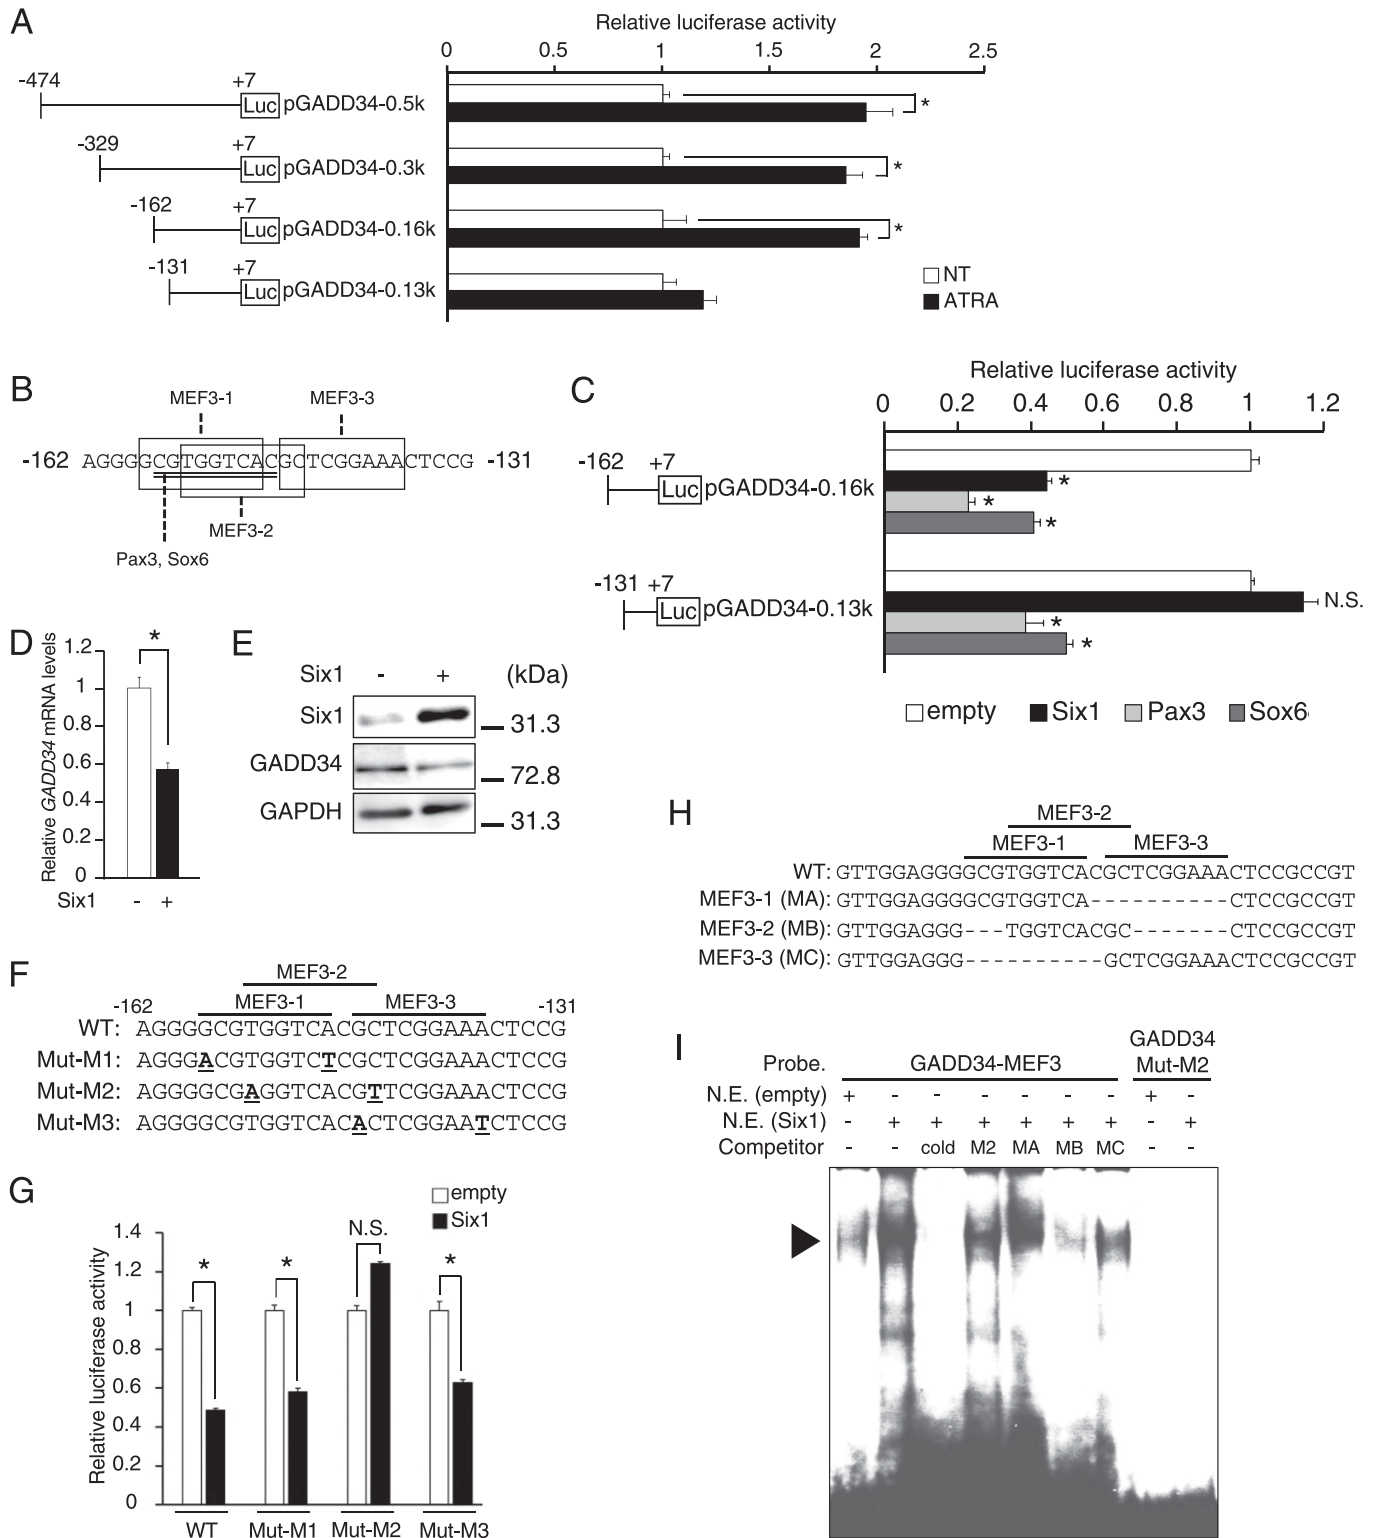 A
Relative luciferase activity
0 0.5 1 1.5 2 2.5
-474 +7
Luc pGADD34-0.5k
*
-329 +7
Luc pGADD34-0.3k
*
-162 +7
Luc pGADD34-0.16k
*
-131 +7
Luc pGADD34-0.13k
NT
ATRA
B
MEF3-1 MEF3-3
-162 AGGGGCGTGGTCACGCTCGGAAACTCCG -131
MEF3-2
Pax3, Sox6
C
Relative luciferase activity
0 0.2 0.4 0.6 0.8 1 1.2
-162 +7
Luc pGADD34-0.16k
*
*
*
-131 +7
Luc pGADD34-0.13k
N.S.
*
*
empty Six1 Pax3 Sox6
D
Relative GADD34 mRNA levels
1.2
1
0.8
0.6
0.4
0.2
0
*
Six1 - +
E
Six1 - + (kDa)
Six1 31.3
GADD34 72.8
GAPDH 31.3
F
MEF3-2
-162 MEF3-1 MEF3-3 -131
WT: AGGGGCGTGGTCACGCTCGGAAACTCCG
Mut-M1: AGGGACGTGGTCTCGCTCGGAAACTCCG
Mut-M2: AGGGGCGAGGTCACGTTCGGAAACTCCG
Mut-M3: AGGGGCGTGGTCACACTCGGAATCTCCG
G
empty
Six1
Relative luciferase activity
1.4
1.2
1
0.8
0.6
0.4
0.2
0
* * N.S. *
WT Mut-M1 Mut-M2 Mut-M3
H
MEF3-2
MEF3-1 MEF3-3
WT: GTTGGAGGGGCGTGGTCACGCTCGGAAACTCCGCCGT
MEF3-1 (MA): GTTGGAGGGGCGTGGTCA----------CTCCGCCGT
MEF3-2 (MB): GTTGGAGGG---TGGTCACGC-------CTCCGCCGT
MEF3-3 (MC): GTTGGAGGG----------GCTCGGAAACTCCGCCGT
I
Probe. GADD34-MEF3 GADD34 Mut-M2
N.E. (empty) + - - - - - - + -
N.E. (Six1) - + + + + + + - +
Competitor - - cold M2 MA MB MC - -